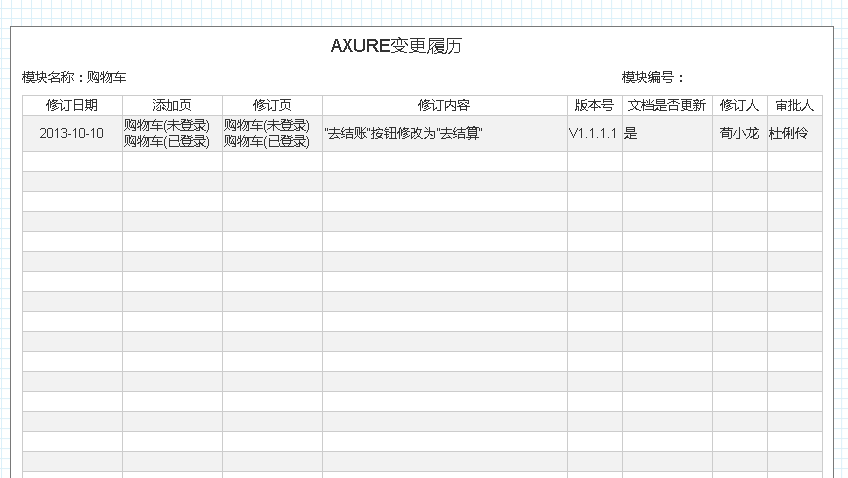 AXURE变更履历
模块名称：购物车 模块编号：
修订日期 添加页 修订页 修订内容 版本号 文档是否更新 修订人 审批人
购物车(未登录) 购物车(未登录)
2013-10-10 "去结账"按钮修改为"去结算" V1.1.1.1 是 荀小龙 杜俐伶
购物车(已登录) 购物车(已登录)